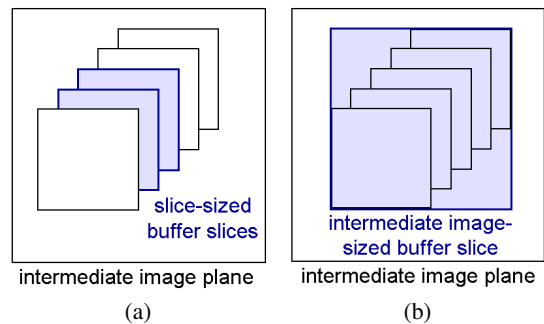 slice-sized
buffer slices
intermediate image plane
(a)
intermediate image-
sized buffer slice
intermediate image plane
(b)